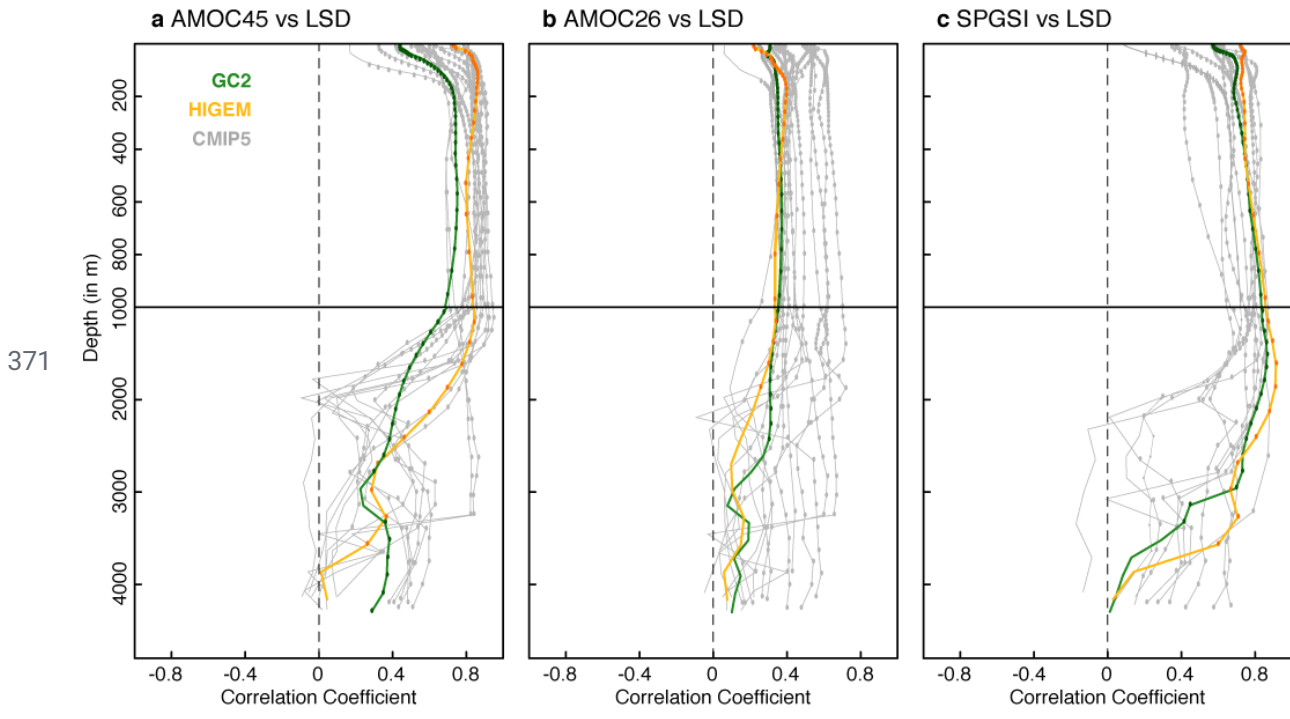 a AMOC45 vs LSD
b AMOC26 vs LSD
c SPGSI vs LSD
GC2
HIGEM
CMIP5
200
400
600
800
1000
2000
3000
4000
Depth (in m)
371
-0.8 -0.4 0 0.4 0.8
-0.8 -0.4 0 0.4 0.8
-0.8 -0.4 0 0.4 0.8
Correlation Coefficient
Correlation Coefficient
Correlation Coefficient